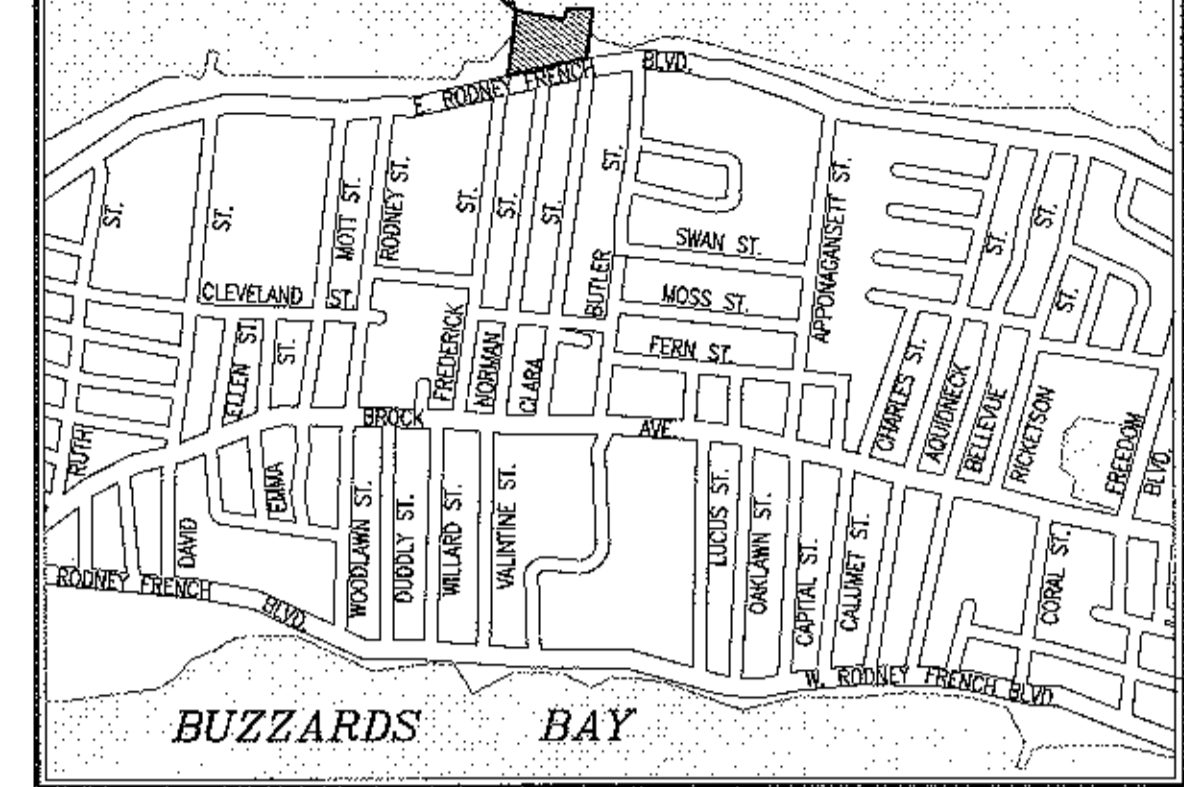 E. RODNEY FRENCH BLVD.
ST.
ST.
MOTT ST.
RODNEY ST.
ST.
ST.
ST.
ST.
SWAN ST.
APPONAGANSETT ST.
ST.
ST.
CLEVELAND ST.
BUTLER
MOSS ST.
ST.
ELLEN ST.
ST.
FREDERICK
NORMAN
CLARA
FERN ST.
CHARLES ST.
AQUIDNECK
BELLEVUE
RICKETSON
FREEDOM
BLVD.
RUTH
BROCK AVE.
EMMA
DAVID
WOODLAWN ST.
DUDDLY ST.
WILLARD ST.
VALINTINE ST.
LUCUS ST.
OAKLAWN ST.
CAPITAL ST.
CALUMET ST.
CORAL ST.
RODNEY FRENCH BLVD.
W. RODNEY FRENCH BLVD.
BUZZARDS BAY